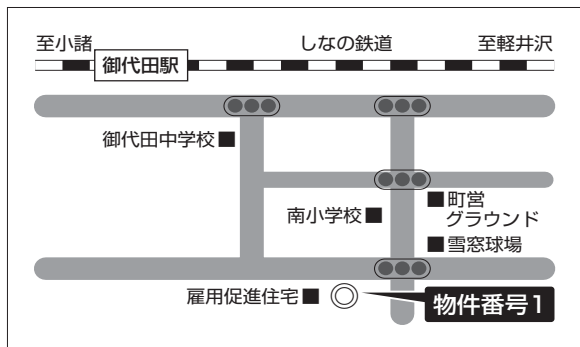 至小諸
しなの鉄道
至軽井沢
御代田駅
御代田中学校
町営
グラウンド
南小学校
雪窓球場
雇用促進住宅
物件番号1